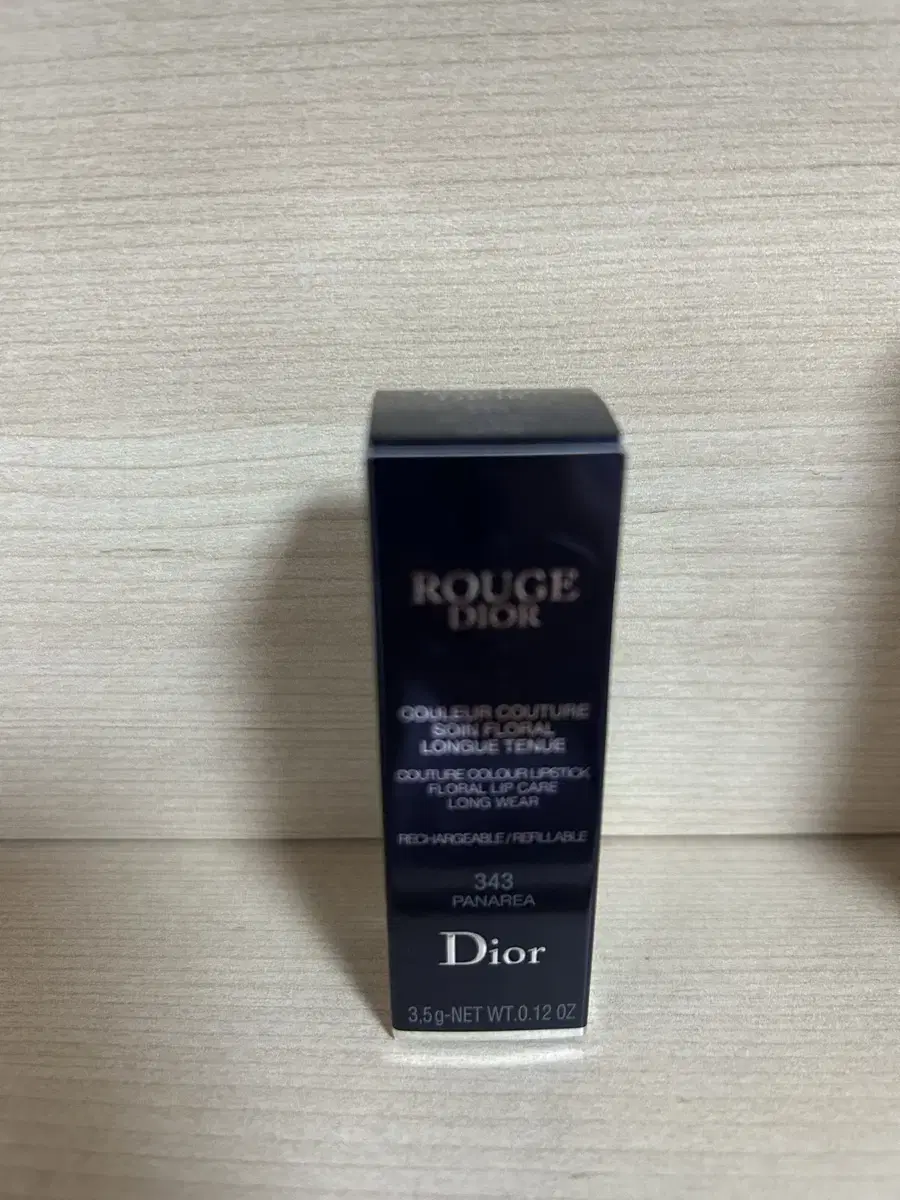 ROUGE
DIOR
COULEUR COUTURE
SOIN FLORAL
LONGUE TENUE
COUTURE COLOUR LIPSTICK
FLORAL LIP CARE
LONG WEAR
RECHARGEABLE/REFILLABLE
343
PANAREA
Dior
3,5g-NET WT.0.12 OZ